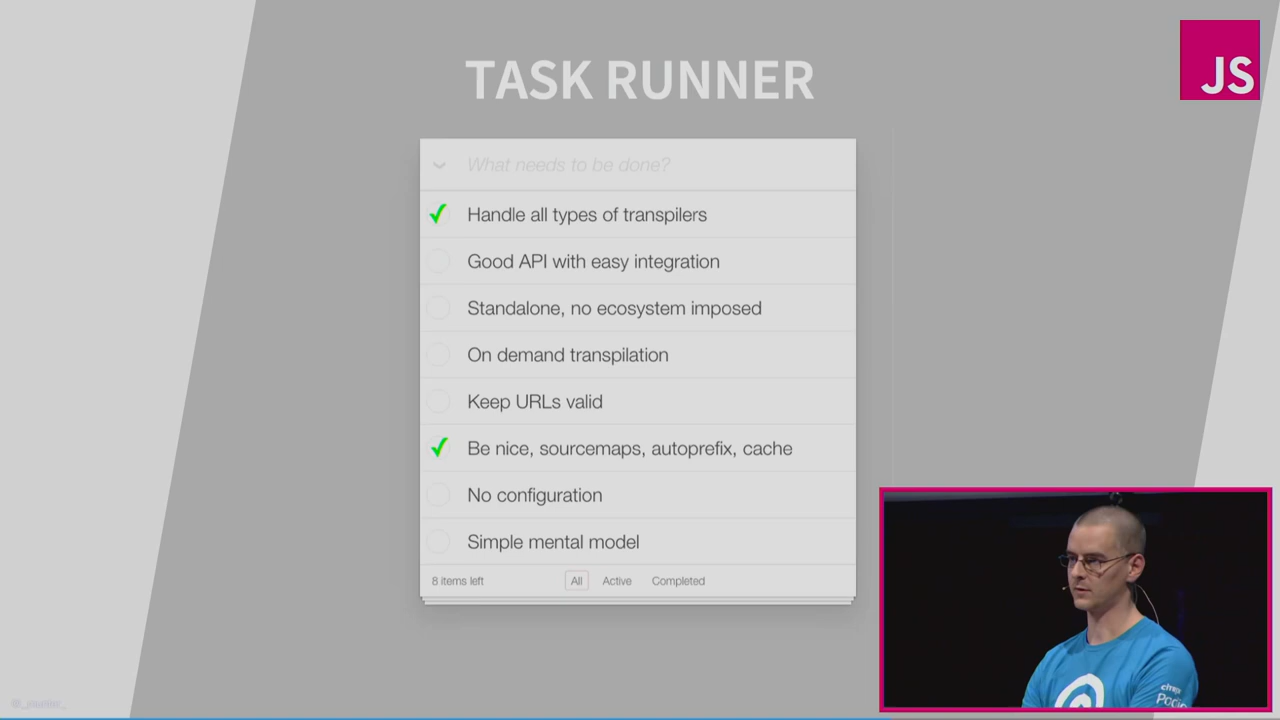 TASK RUNNER
JS
What needs to be done?
Handle all types of transpilers
Good API with easy integration
Standalone, no ecosystem imposed
On demand transpilation
Keep URLs valid
Be nice, sourcemaps, autoprefix, cache
No configuration
Simple mental model
8 items left
All
Active
Completed
citrix